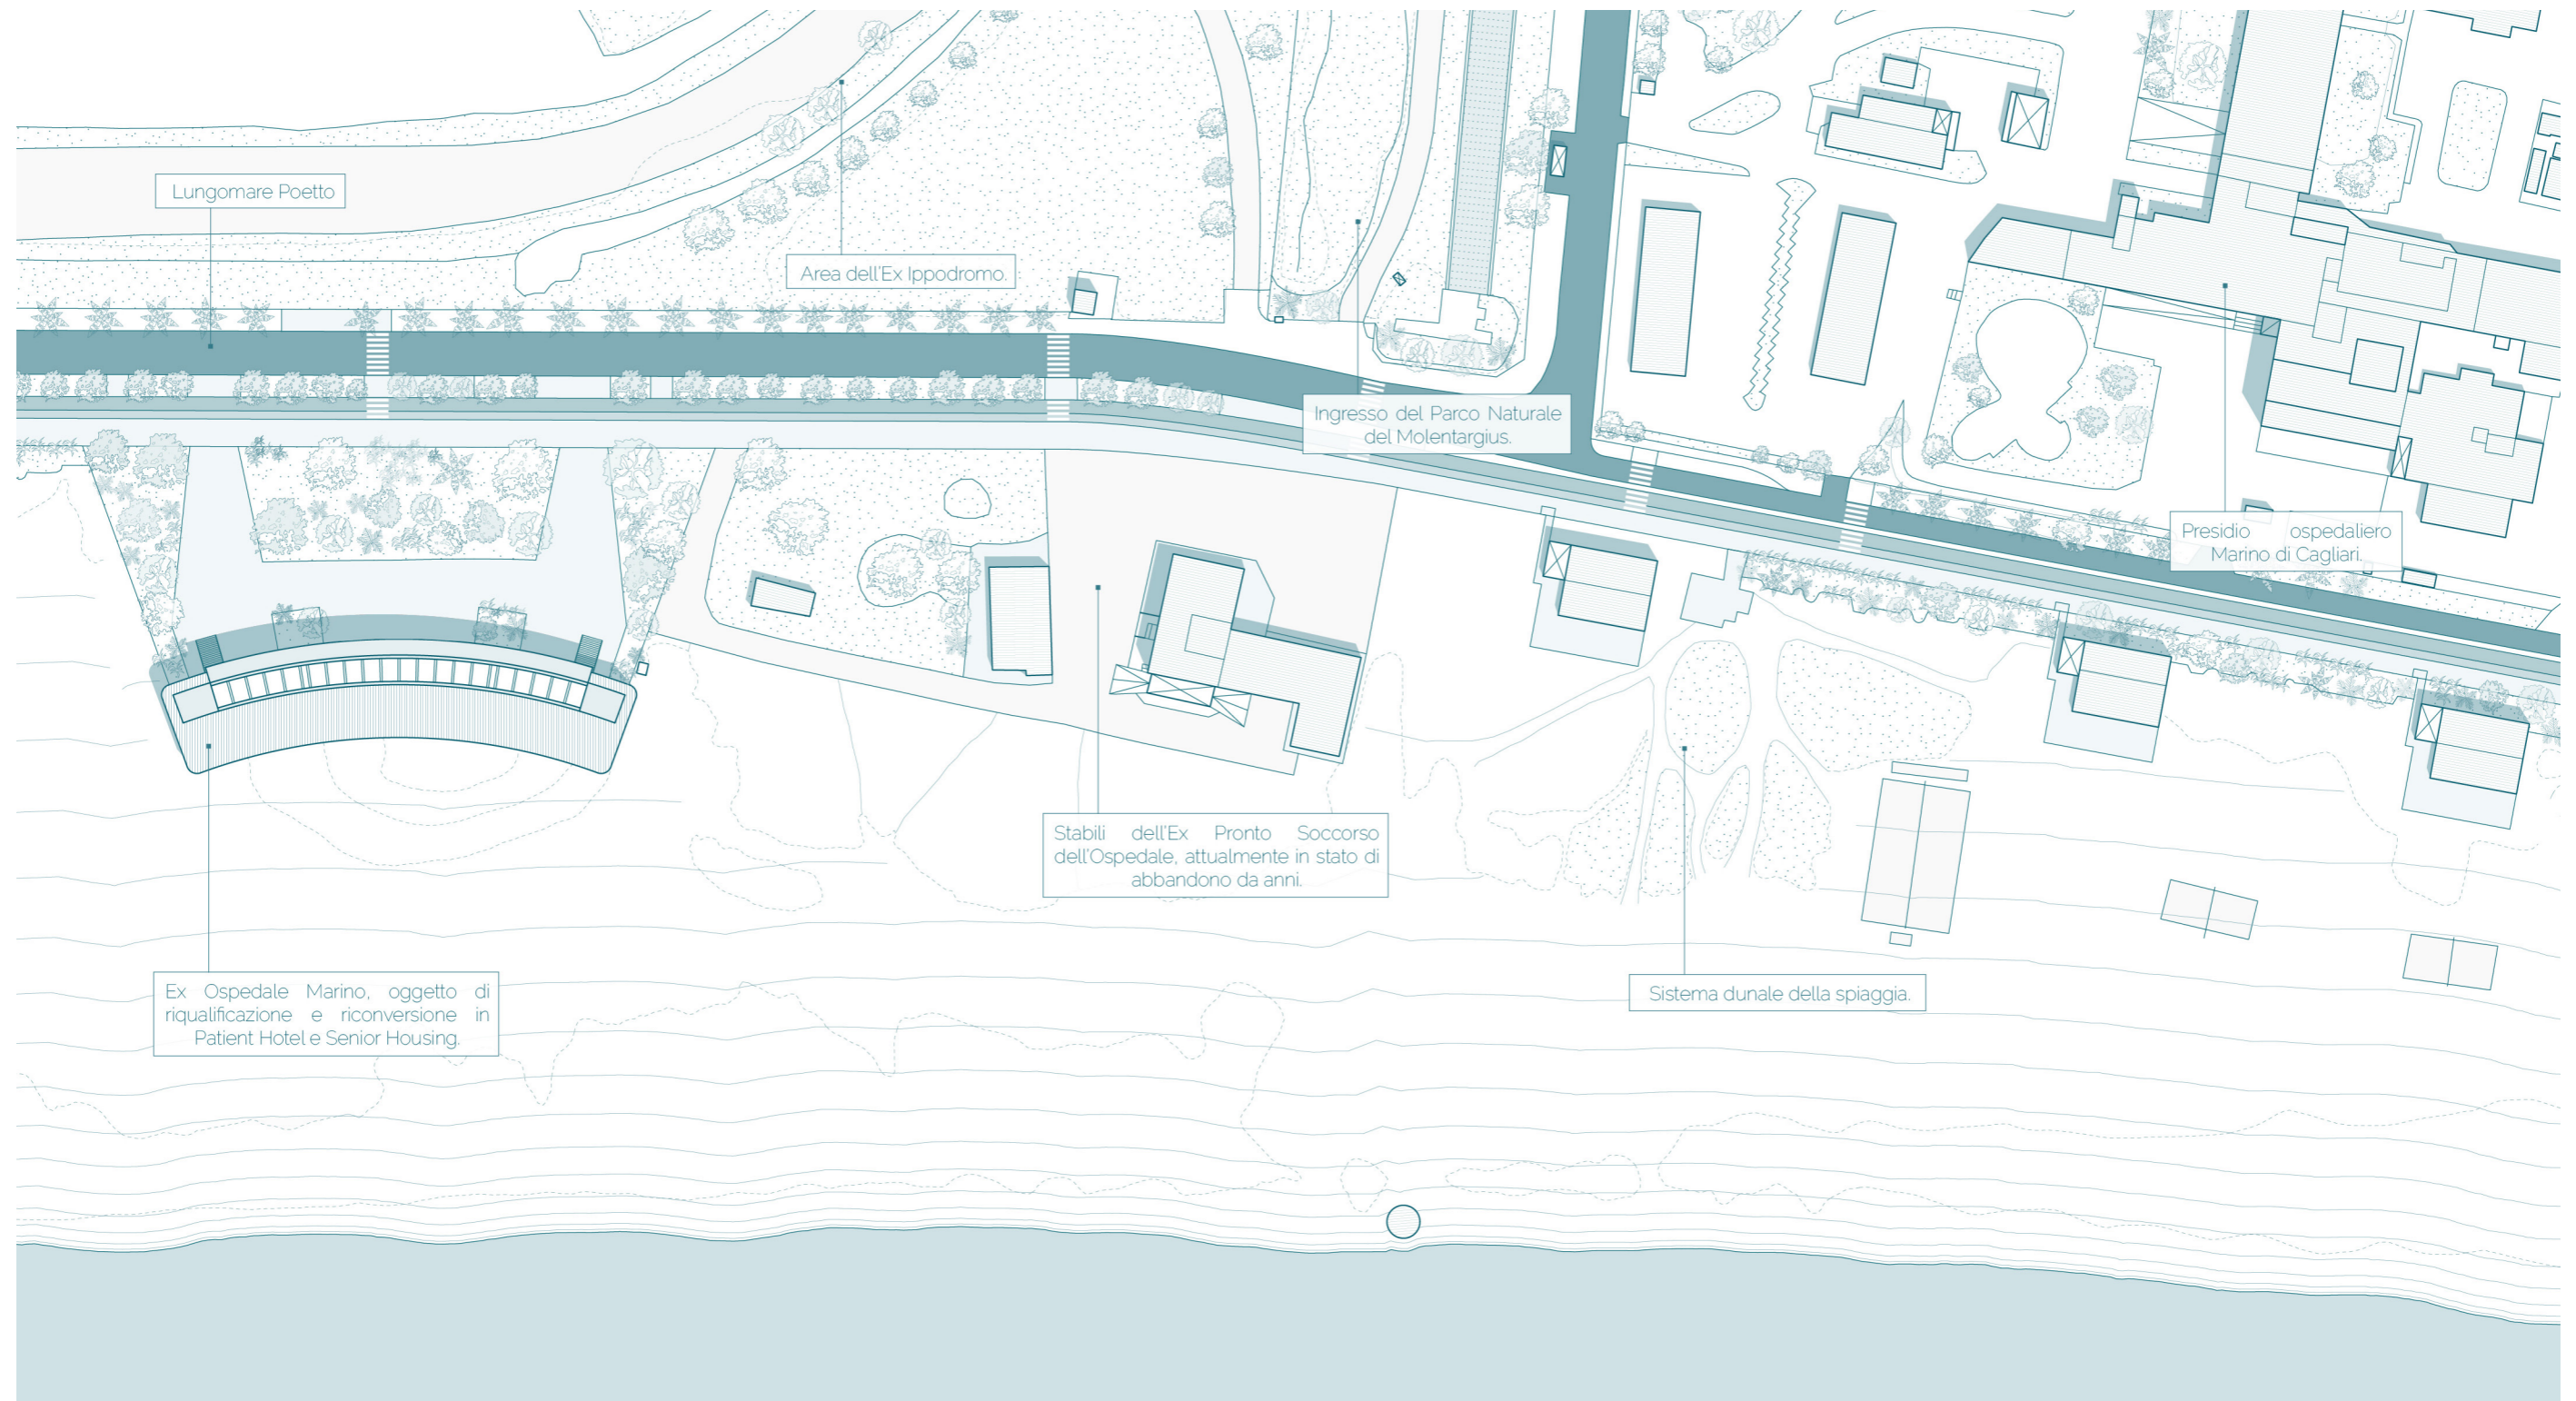 Lungomare Poetto
Area dell'Ex Ippodromo.
Ingresso del Parco Naturale
del Molentargius.
Presidio ospedaliero
Marino di Cagliari.
Stabili dell'Ex Pronto Soccorso
dell'Ospedale, attualmente in stato di
abbandono da anni.
Ex Ospedale Marino, oggetto di
riqualificazione e riconversione in
Patient Hotel e Senior Housing.
Sistema dunale della spiaggia.